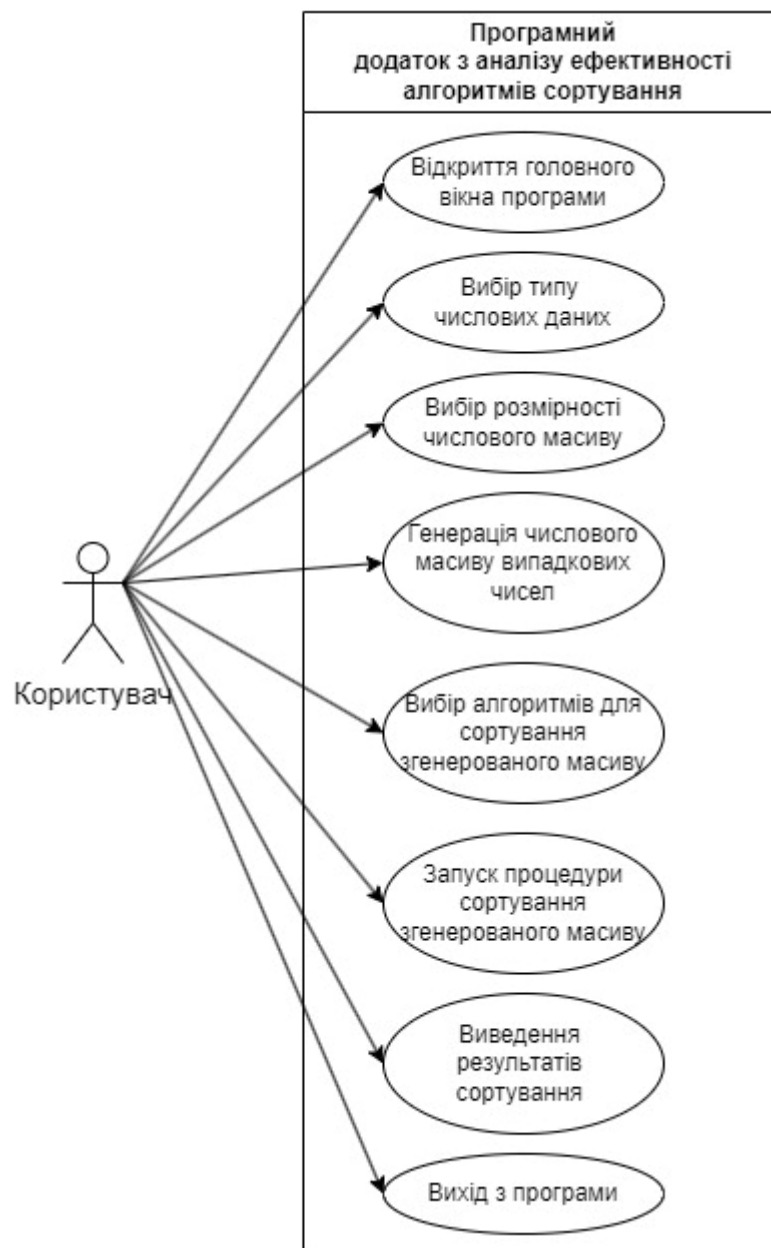 Програмний
додаток з аналізу ефективності
алгоритмів сортування
Відкриття головного
вікна програми
Вибір типу
числових даних
Вибір розмірності
числового масиву
Генерація числового
масиву випадкових
чисел
Користувач
Вибір алгоритмів для
сортування
згенерованого масиву
Запуск процедури
сортування
згенерованого масиву
Виведення
результатів
сортування
Вихід з програми